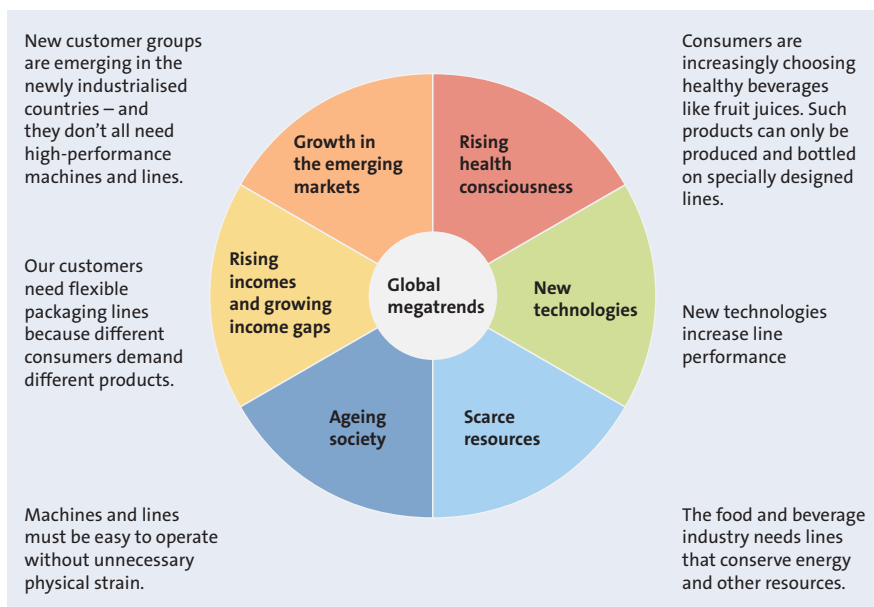 New customer groups
are emerging in the
newly industrialised
countries – and
they don't all need
high-performance
machines and lines.
Consumers are
increasingly choosing
healthy beverages
like fruit juices. Such
products can only be
produced and bottled
on specially designed
lines.
Growth in
the emerging
markets
Rising
health
consciousness
Our customers
need flexible
packaging lines
because different
consumers demand
different products.
Rising
incomes
and growing
income gaps
Global
megatrends
New
technologies
New technologies
increase line
performance
Ageing
society
Scarce
resources
Machines and lines
must be easy to operate
without unnecessary
physical strain.
The food and beverage
industry needs lines
that conserve energy
and other resources.